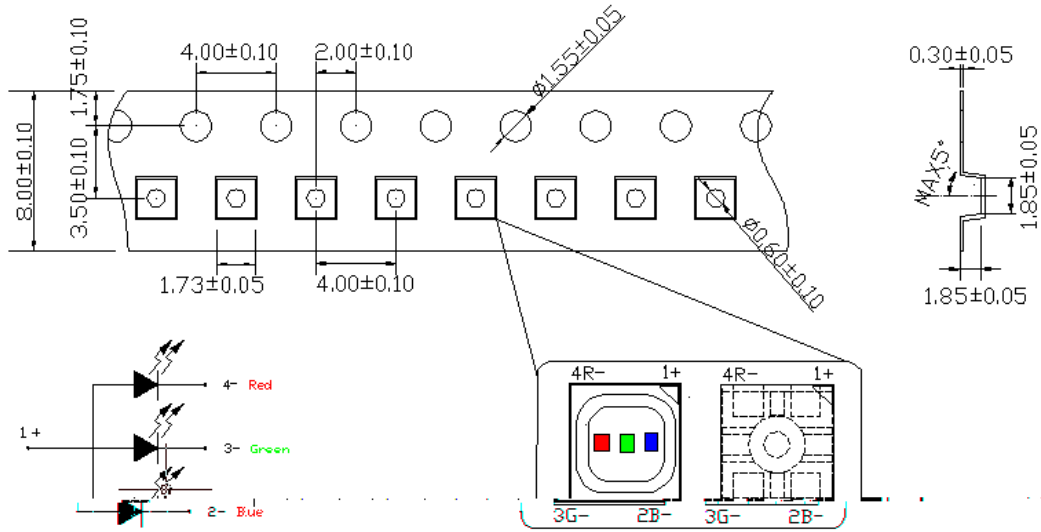 4.00±0.10
2.00±0.10
1.75±0.10
8.00±0.10
3.50±0.10
ø1.55±0.05
ø0.60±0.10
1.73±0.05
4.00±0.10
0.30±0.05
MAX5°
1.85±0.05
1.85±0.05
1+
4- Red
3- Green
2- Blue
4R- 1+
3G- 2B-
4R- 1+
3G- 2B-